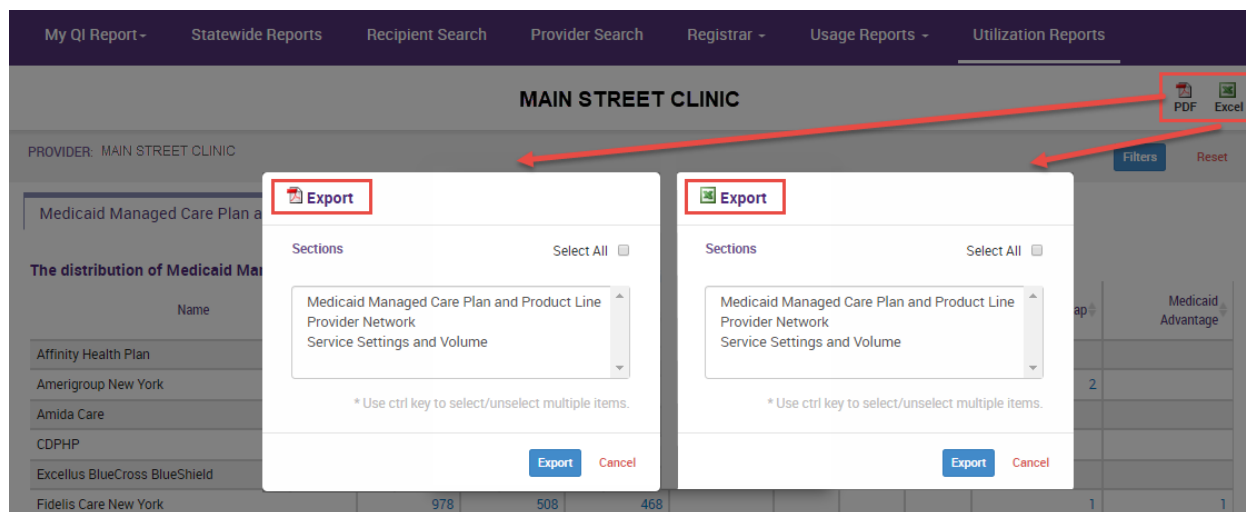 My QI Report Statewide Reports Recipient Search Provider Search Registrar Usage Reports Utilization Reports
MAIN STREET CLINIC
PDF Excel
PROVIDER: MAIN STREET CLINIC
Filters Reset
Medicaid Managed Care Plan a
The distribution of Medicaid Mar
Name
ap
Medicaid
Advantage
Affinity Health Plan
Amerigroup New York 2
Amida Care
CDPHP
Excellus BlueCross BlueShield
Fidelis Care New York 978 508 468 1 1
Export
Sections Select All
Medicaid Managed Care Plan and Product Line
Provider Network
Service Settings and Volume
* Use ctrl key to select/unselect multiple items.
Export Cancel
Export
Sections Select All
Medicaid Managed Care Plan and Product Line
Provider Network
Service Settings and Volume
* Use ctrl key to select/unselect multiple items.
Export Cancel